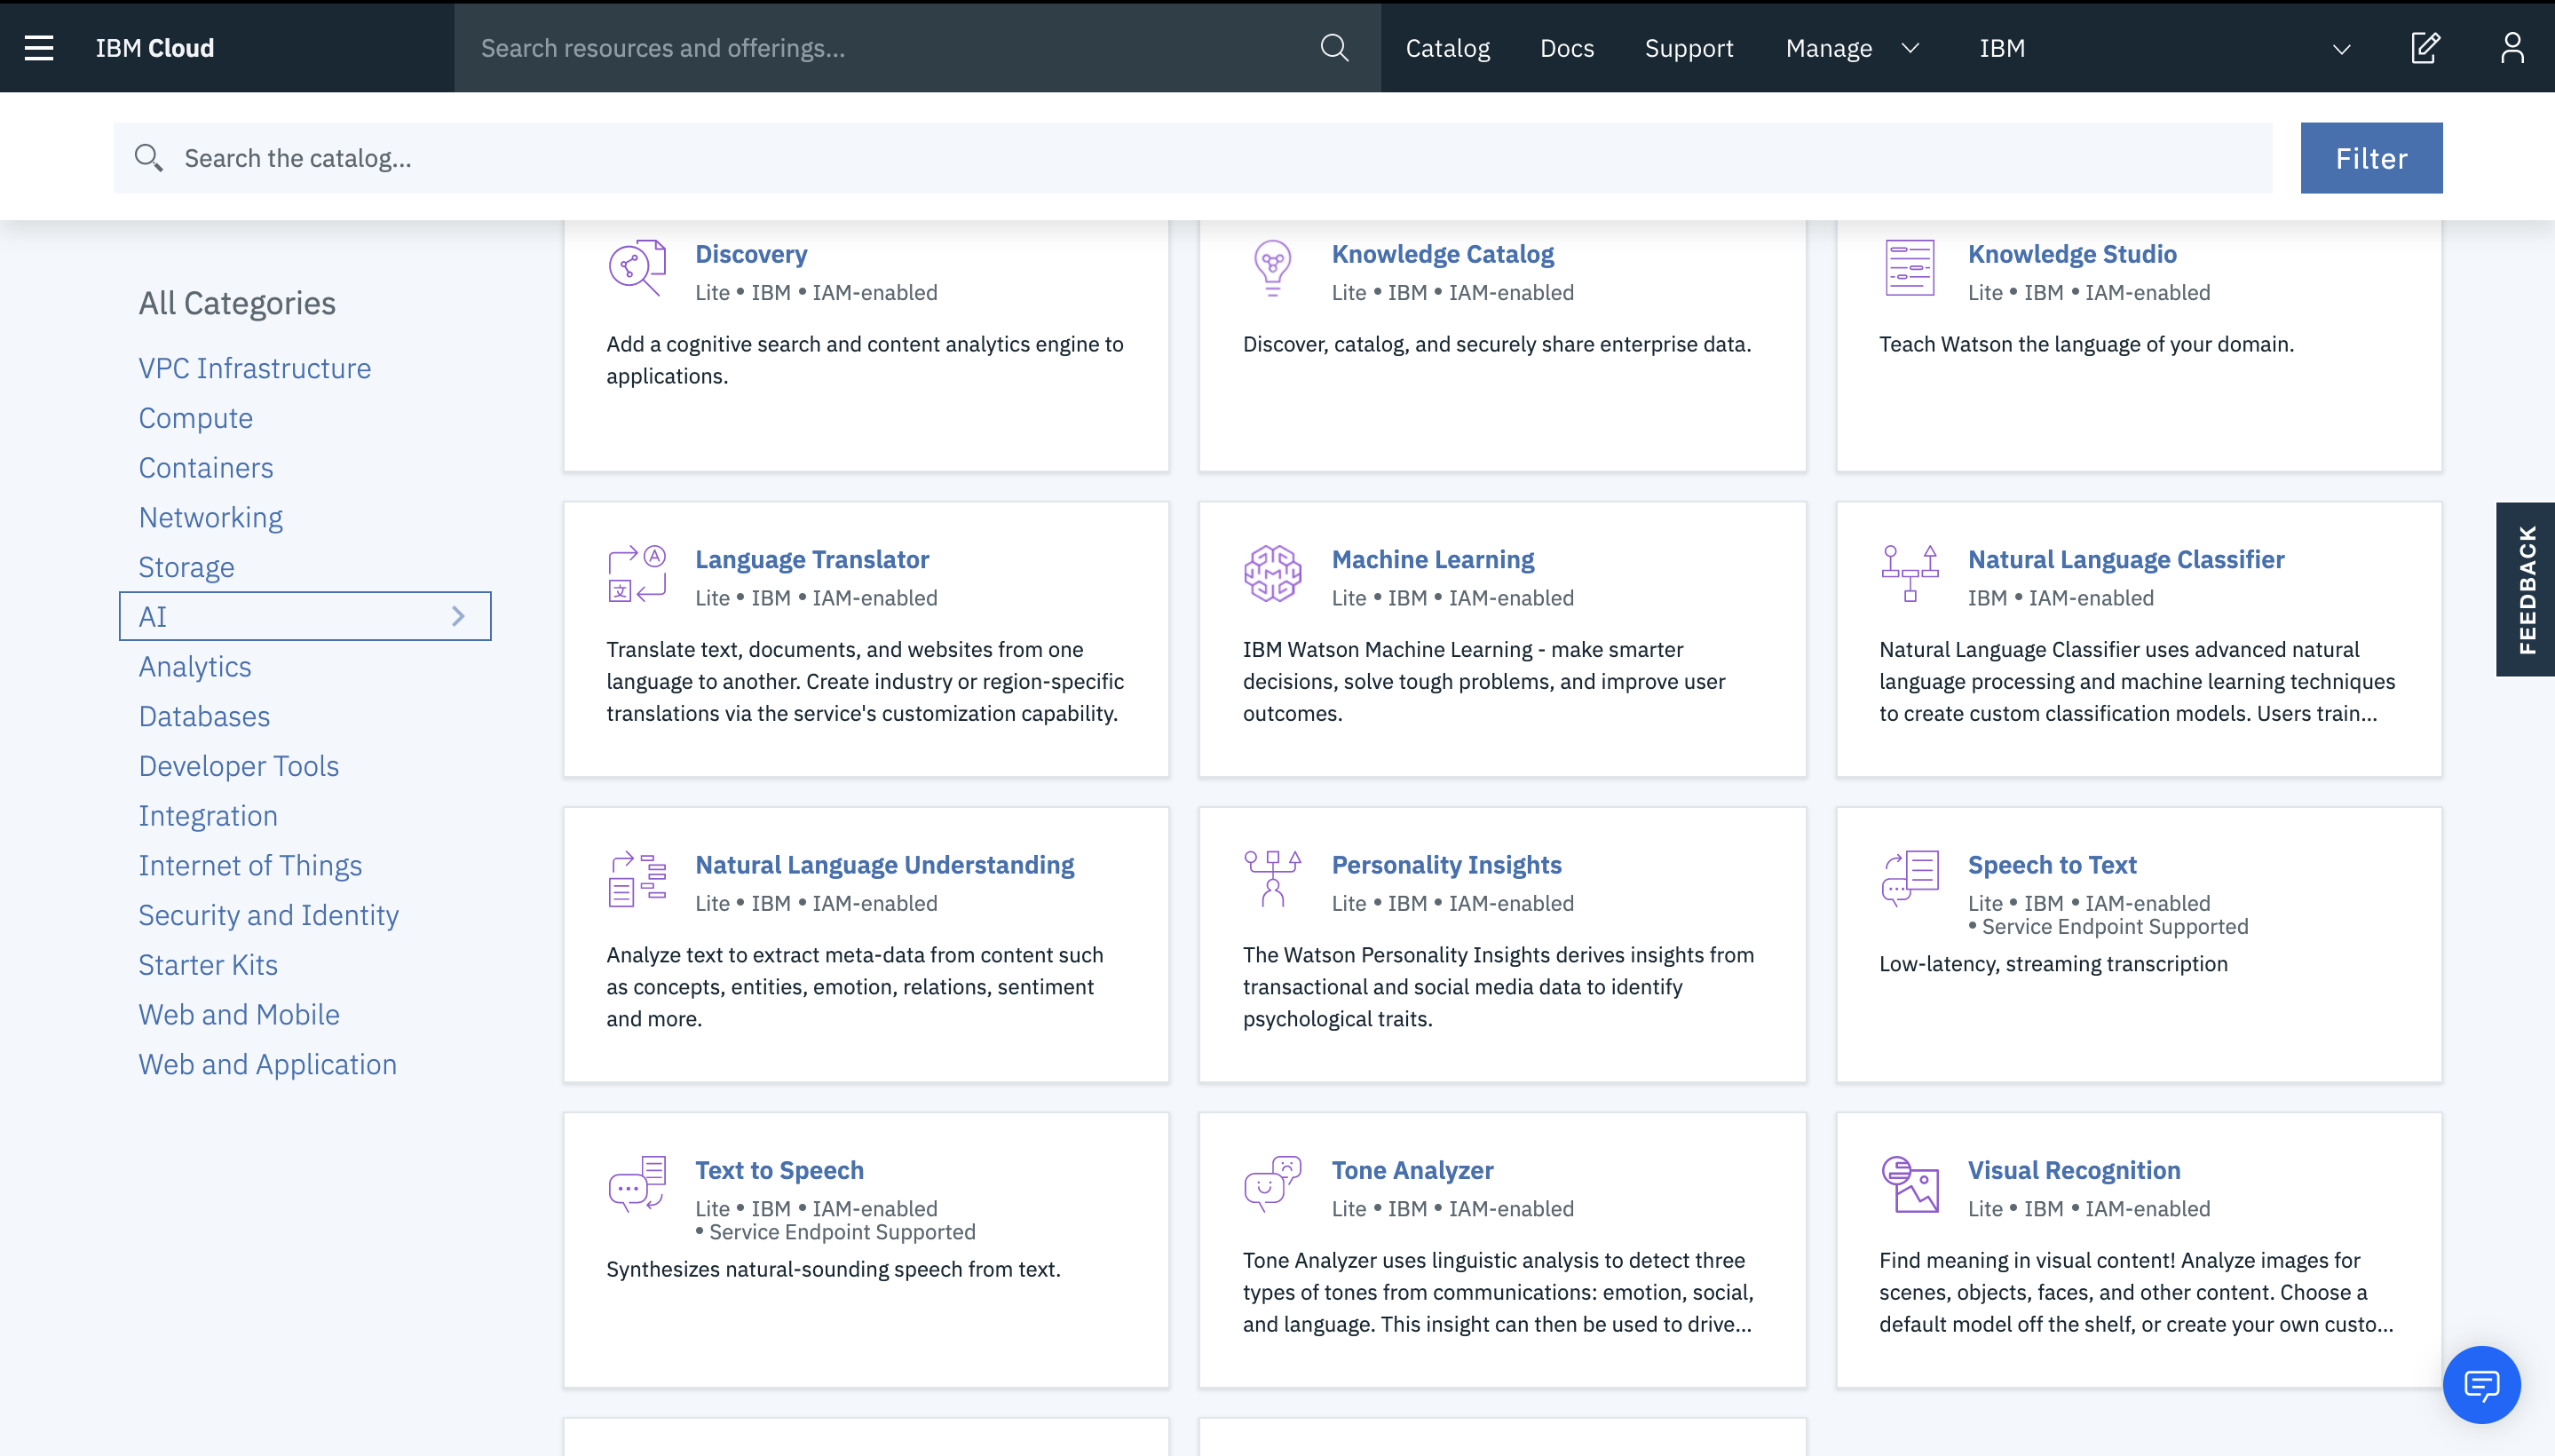 IBM Cloud
Search resources and offerings...
Catalog
Docs
Support
Manage
IBM
Search the catalog...
Filter
All Categories
VPC Infrastructure
Compute
Containers
Networking
Storage
AI
Analytics
Databases
Developer Tools
Integration
Internet of Things
Security and Identity
Starter Kits
Web and Mobile
Web and Application
Discovery
Lite • IBM • IAM-enabled
Add a cognitive search and content analytics engine to
applications.
Knowledge Catalog
Lite • IBM • IAM-enabled
Discover, catalog, and securely share enterprise data.
Knowledge Studio
Lite • IBM • IAM-enabled
Teach Watson the language of your domain.
Language Translator
Lite • IBM • IAM-enabled
Translate text, documents, and websites from one
language to another. Create industry or region-specific
translations via the service's customization capability.
Machine Learning
Lite • IBM • IAM-enabled
IBM Watson Machine Learning - make smarter
decisions, solve tough problems, and improve user
outcomes.
Natural Language Classifier
IBM • IAM-enabled
Natural Language Classifier uses advanced natural
language processing and machine learning techniques
to create custom classification models. Users train...
Natural Language Understanding
Lite • IBM • IAM-enabled
Analyze text to extract meta-data from content such
as concepts, entities, emotion, relations, sentiment
and more.
Personality Insights
Lite • IBM • IAM-enabled
The Watson Personality Insights derives insights from
transactional and social media data to identify
psychological traits.
Speech to Text
Lite • IBM • IAM-enabled
• Service Endpoint Supported
Low-latency, streaming transcription
Text to Speech
Lite • IBM • IAM-enabled
• Service Endpoint Supported
Synthesizes natural-sounding speech from text.
Tone Analyzer
Lite • IBM • IAM-enabled
Tone Analyzer uses linguistic analysis to detect three
types of tones from communications: emotion, social,
and language. This insight can then be used to drive...
Visual Recognition
Lite • IBM • IAM-enabled
Find meaning in visual content! Analyze images for
scenes, objects, faces, and other content. Choose a
default model off the shelf, or create your own custo...
FEEDBACK